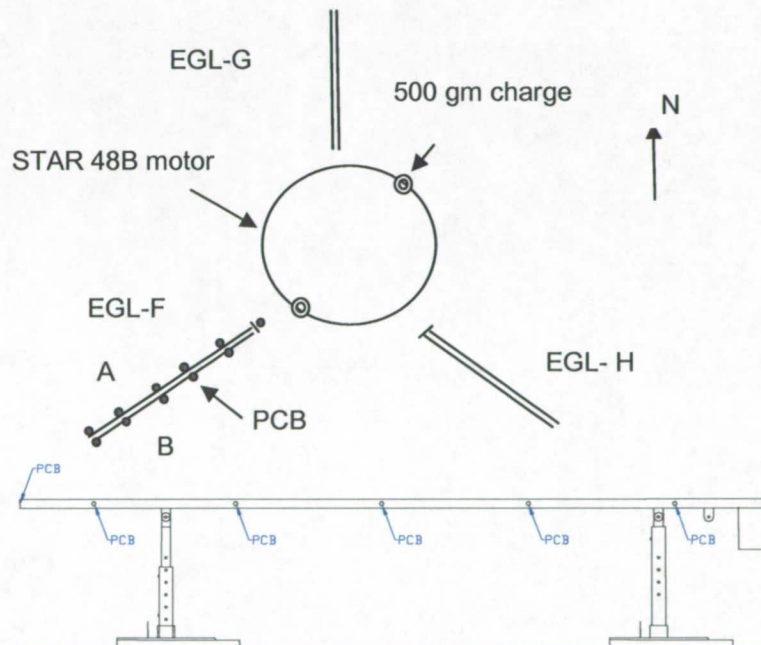 EGL-G
500 gm charge
N
STAR 48B motor
EGL-F
EGL- H
A
PCB
B
PCB
PCB
PCB
PCB
PCB
PCB